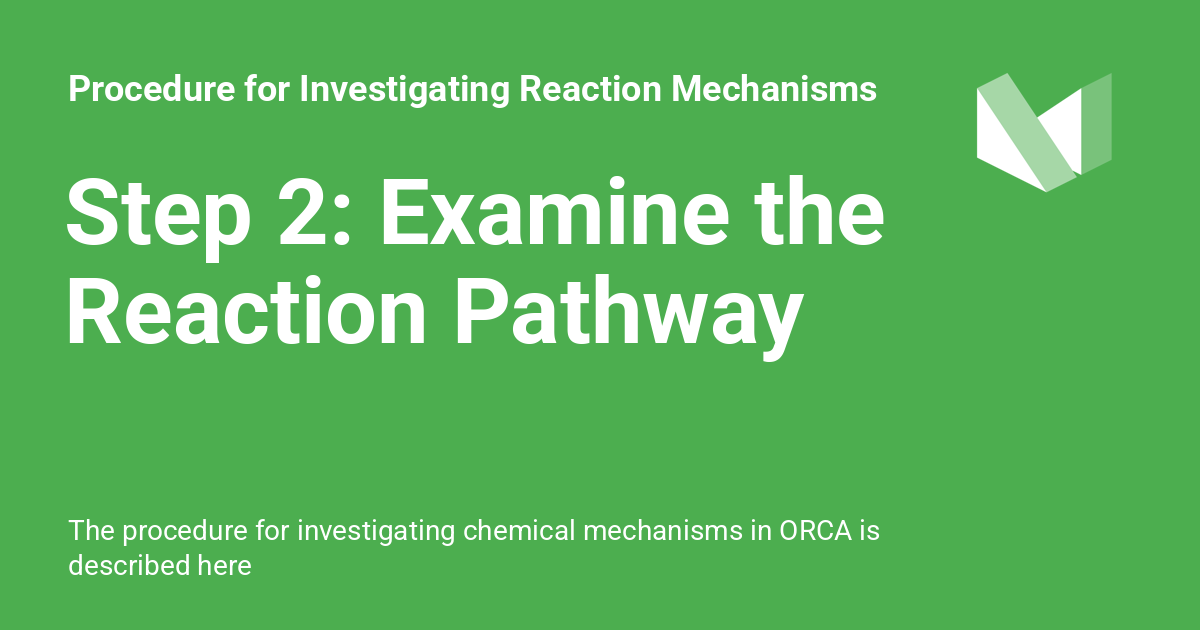 Procedure for Investigating Reaction Mechanisms
Step 2: Examine the
Reaction Pathway
The procedure for investigating chemical mechanisms in ORCA is
described here